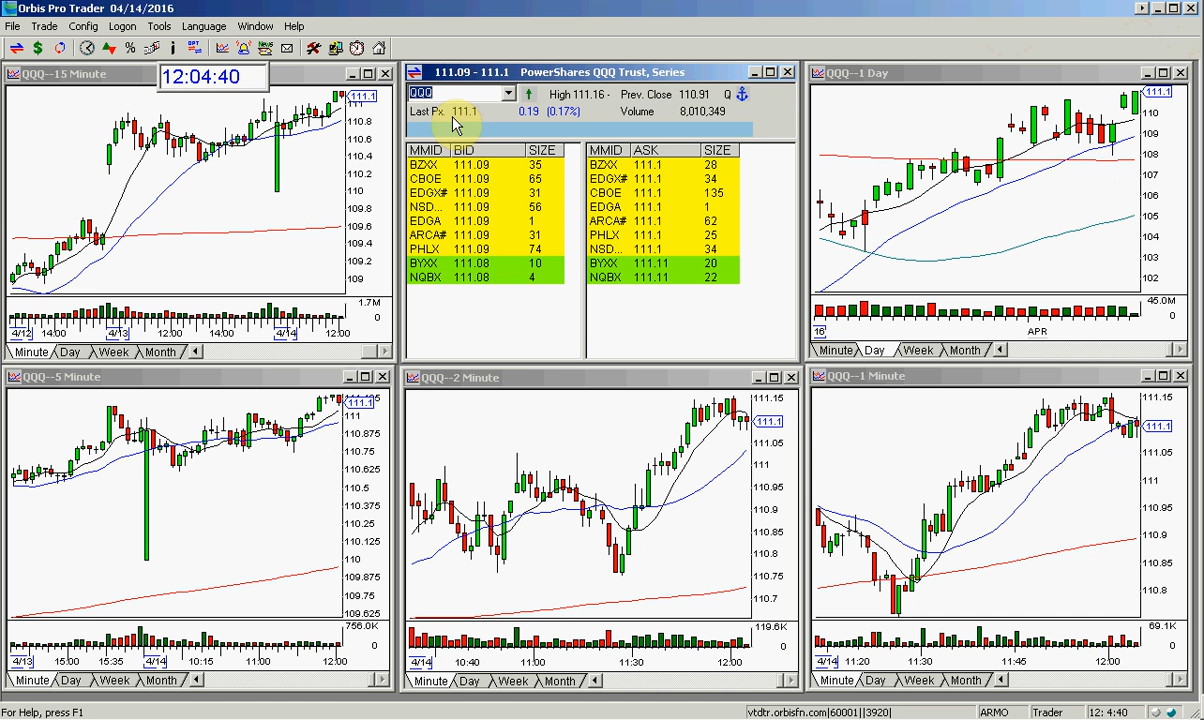 Orbis Pro Trader 04/14/2016
File Trade Config Logon Tools Language Window Help
QQQ--15 Minute
12:04:40
111.1
110.8
110.6
110.4
110.2
110
109.8
109.6
109.4
109.2
109
1.7M
0
4/12 14:00 4/13 12:00 14:00 4/14 12:00
Minute Day Week Month
111.09 - 111.1 PowerShares QQQ Trust, Series
QQQ High 111.16 - Prev. Close 110.91 Q
Last Px. 111.1 0.19 (0.17%) Volume 8,010,349
MMID BID SIZE MMID ASK SIZE
BZXX 111.09 35 BZXX 111.1 28
CBOE 111.09 65 EDGX# 111.1 34
EDGX# 111.09 31 CBOE 111.1 135
NSD... 111.09 56 EDGA 111.1 1
EDGA 111.09 1 ARCA# 111.1 62
ARCA# 111.09 31 PHLX 111.1 25
PHLX 111.09 74 NSD... 111.1 34
BYXX 111.08 10 BYXX 111.11 20
NQBX 111.08 4 NQBX 111.11 22
QQQ--1 Day
111.1
110
109
108
107
106
105
104
103
102
45.0M
0
16 APR
Minute Day Week Month
QQQ--5 Minute
111.1
111
110.875
110.75
110.625
110.5
110.375
110.25
110.125
110
109.875
109.75
109.625
756.0K
0
4/13 15:00 15:35 4/14 10:15 11:00 12:00
Minute Day Week Month
QQQ--2 Minute
111.15
111.1
111.05
111
110.95
110.9
110.85
110.8
110.75
110.7
119.6K
0
4/14 10:40 11:00 11:30 12:00
Minute Day Week Month
QQQ--1 Minute
111.15
111.1
111.05
110.95
110.9
110.85
110.8
69.1K
0
4/14 11:20 11:30 11:45 12:00
Minute Day Week Month
For Help, press F1 vtdtr.orbisfn.com|60001||3920| ARMO Trader 12: 4:40